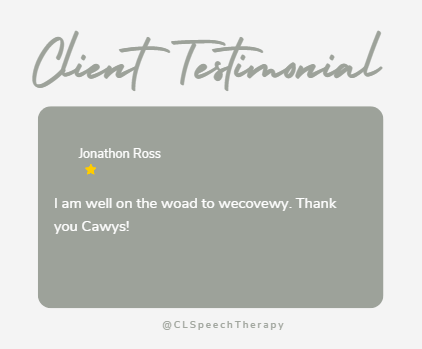 Client Testimonial
Jonathon Ross
I am well on the woad to wecovewy. Thank
you Cawys!
@CLSpeechTherapy